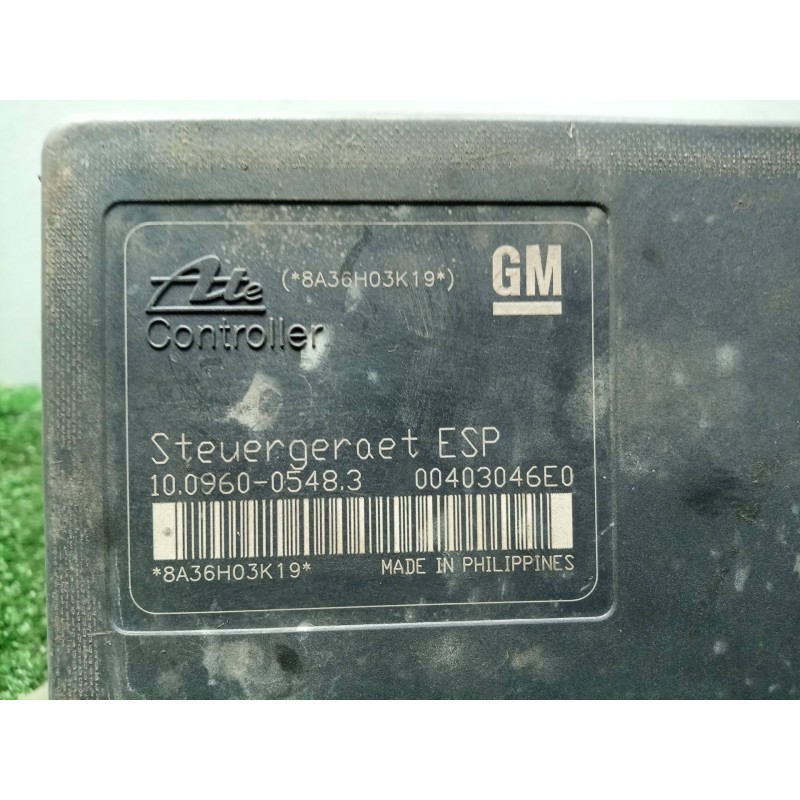 Ate (*8A36H03K19*) GM
Controller
Steuergeraet ESP
10.0960-0548.3 00403046E0
*8A36H03K19* MADE IN PHILIPPINES